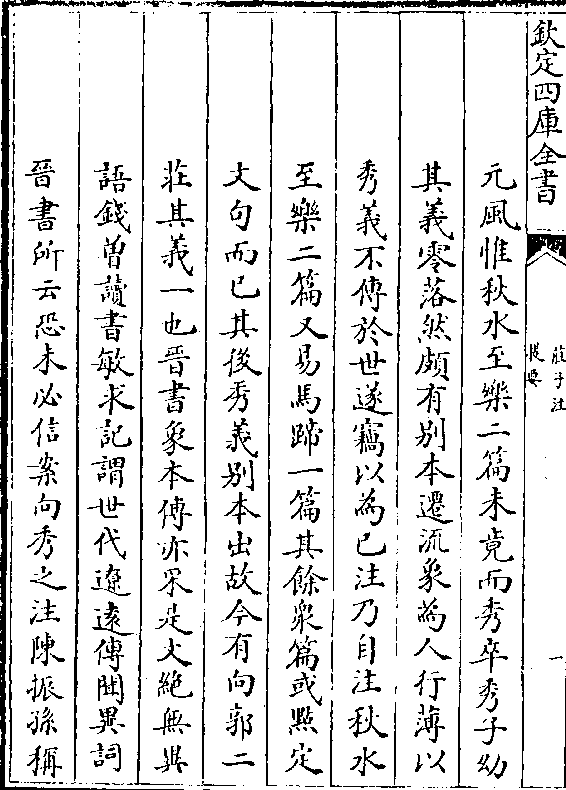 欽定四庫全書
莊子注
提要
一
元風惟秋水至樂二篇未竟而秀卒秀子幼
其義零落然頗有别本遷流象為人行薄以
秀義不傳於世遂竊以為已注乃自注秋水
至樂二篇又易馬蹄一篇其餘衆篇或㸃定
文句而已其後秀義别本出故今有向郭二
莊其義一也晉書象本傳亦采是文絶無異
語錢曾讀書敏求記謂世代遼遠傳聞異詞
晉書所云恐未必信案向秀之注陳振孫稱